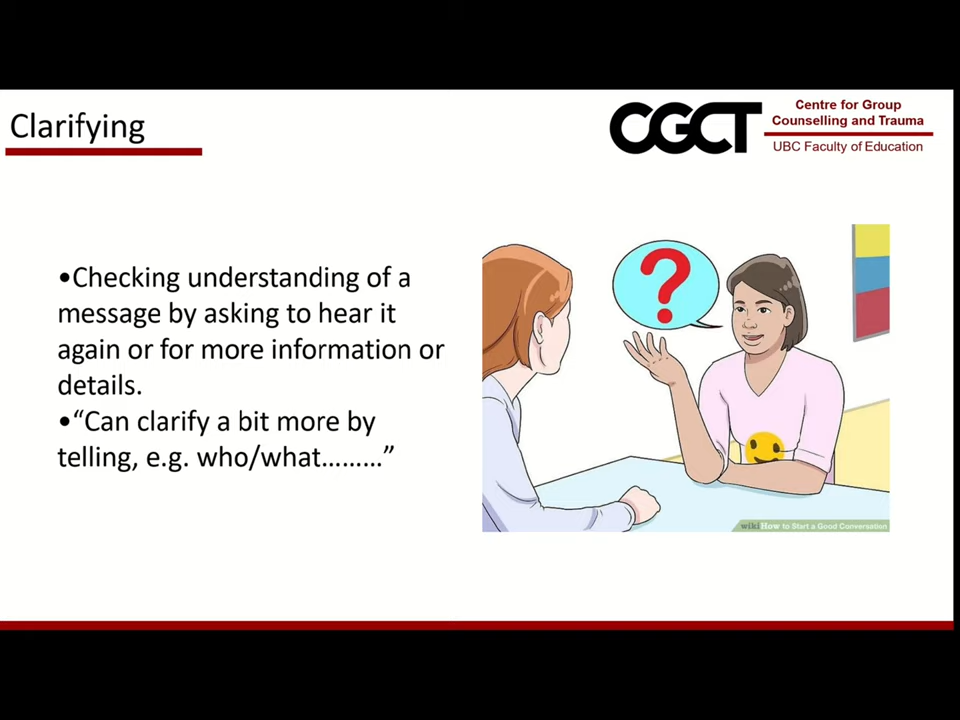 Clarifying
CGCT
Centre for Group
Counselling and Trauma
UBC Faculty of Education
•Checking understanding of a
message by asking to hear it
again or for more information or
details.
•“Can clarify a bit more by
telling, e.g. who/what………”
?
wikiHow to Start a Good Conversation